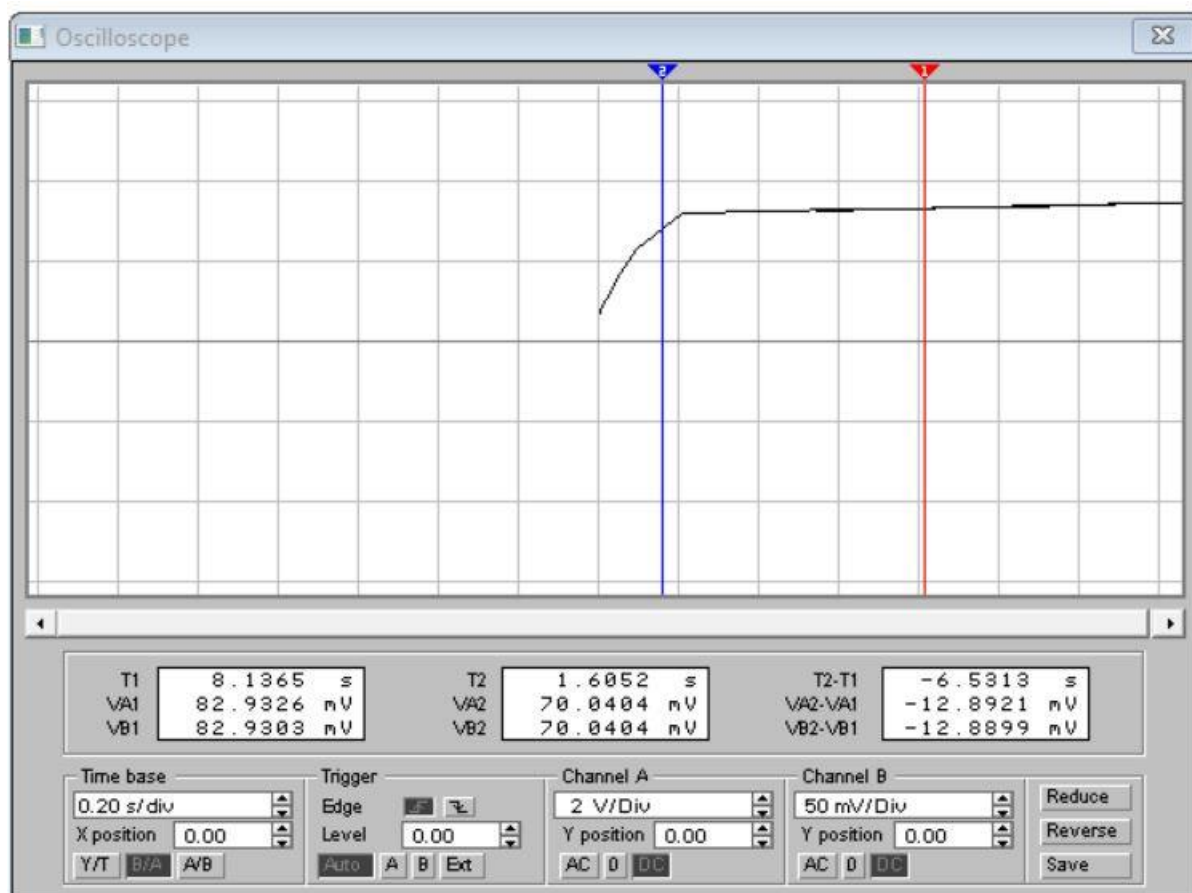 Oscilloscope
2 1
T1 8.1365 s T2 1.6052 s T2-T1 -6.5313 s
VA1 82.9326 mV VA2 70.0404 mV VA2-VA1 -12.8921 mV
VB1 82.9303 mV VB2 70.0404 mV VB2-VB1 -12.8899 mV
Time base Trigger Channel A Channel B
0.20 s/div Edge 2 V/Div 50 mV/Div Reduce
X position 0.00 Level 0.00 Y position 0.00 Y position 0.00 Reverse
Y/T B/A A/B Auto A B Ext AC 0 DC AC 0 DC Save